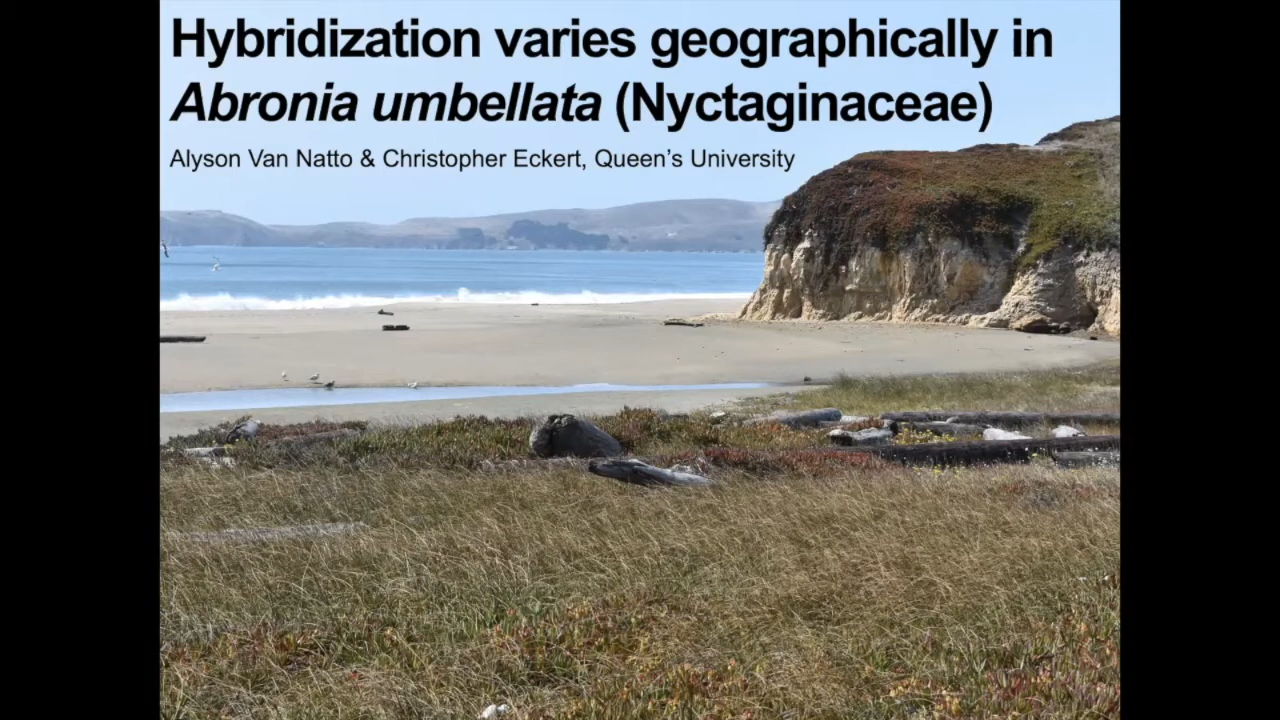 Hybridization varies geographically in
Abronia umbellata (Nyctaginaceae)
Alyson Van Natto & Christopher Eckert, Queen's University